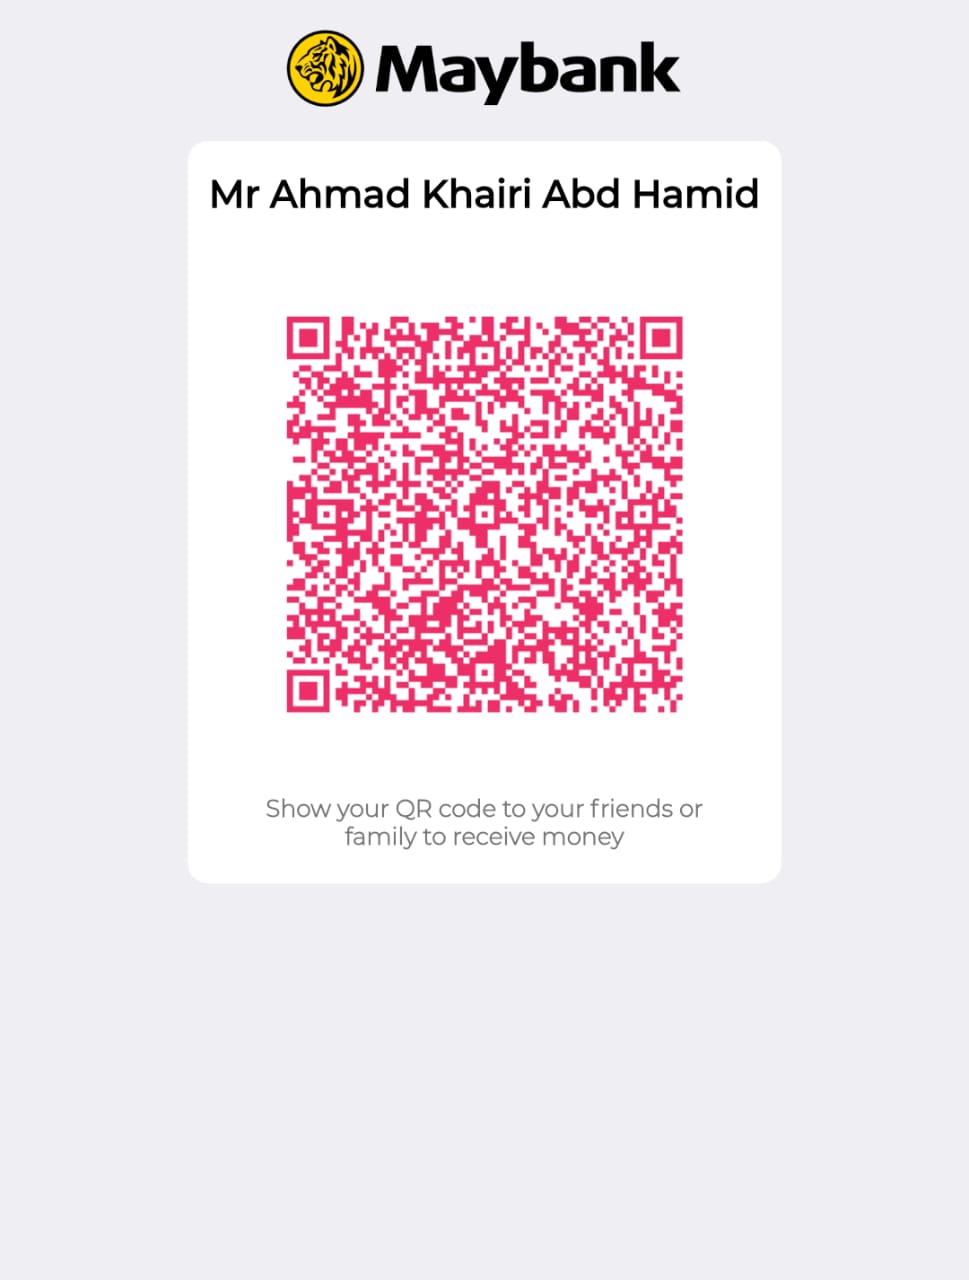 Maybank
Mr Ahmad Khairi Abd Hamid
Show your QR code to your friends or
family to receive money